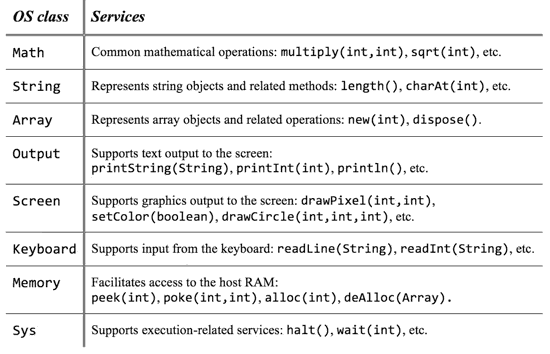 OS class Services
Math Common mathematical operations: multiply(int,int), sqrt(int), etc.
String Represents string objects and related methods: length(), charAt(int), etc.
Array Represents array objects and related operations: new(int), dispose().
Output Supports text output to the screen:
printString(String), printInt(int), println(), etc.
Screen Supports graphics output to the screen: drawPixel(int,int),
setColor(boolean), drawCircle(int,int,int), etc.
Keyboard Supports input from the keyboard: readLine(String), readInt(String), etc.
Memory Facilitates access to the host RAM:
peek(int), poke(int,int), alloc(int), deAlloc(Array).
Sys Supports execution-related services: halt(), wait(int), etc.